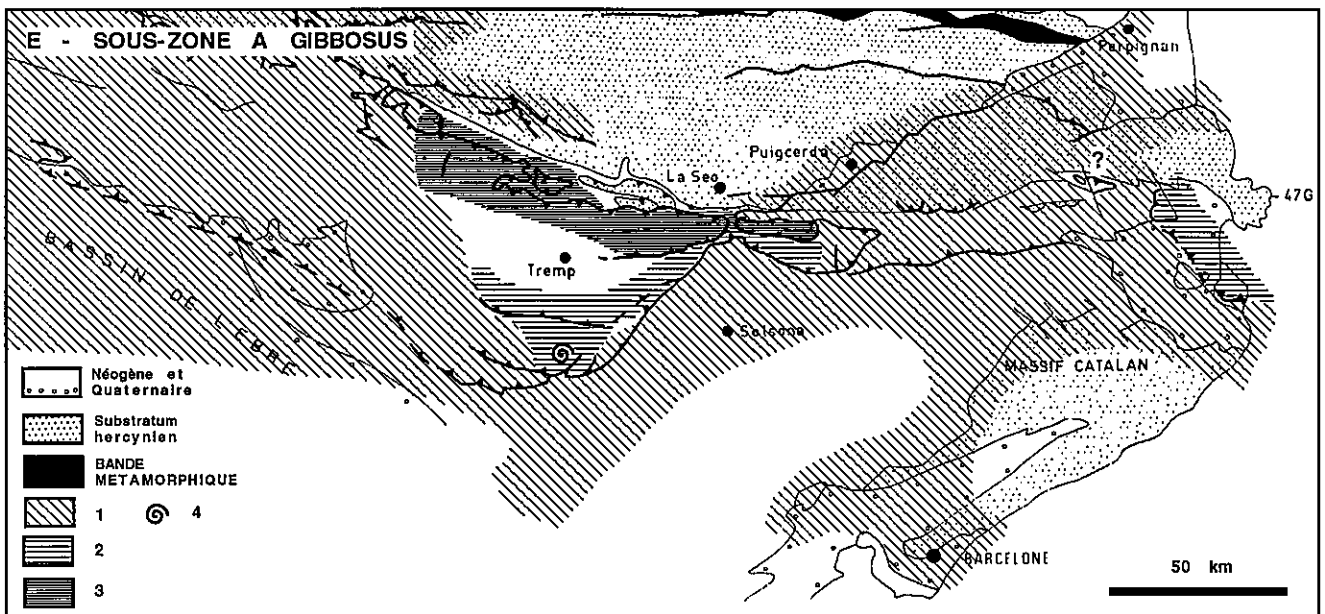 E - SOUS-ZONE A GIBBOSUS
Perpignan
Puigcerda
?
La Seo
47G
Tremp
Solsona
BASSIN DE L'EBRE
MASSIF CATALAN
BARCELONE
50 km
Néogène et
Quaternaire
Substratum
hercynien
BANDE
METAMORPHIQUE
1
4
2
3